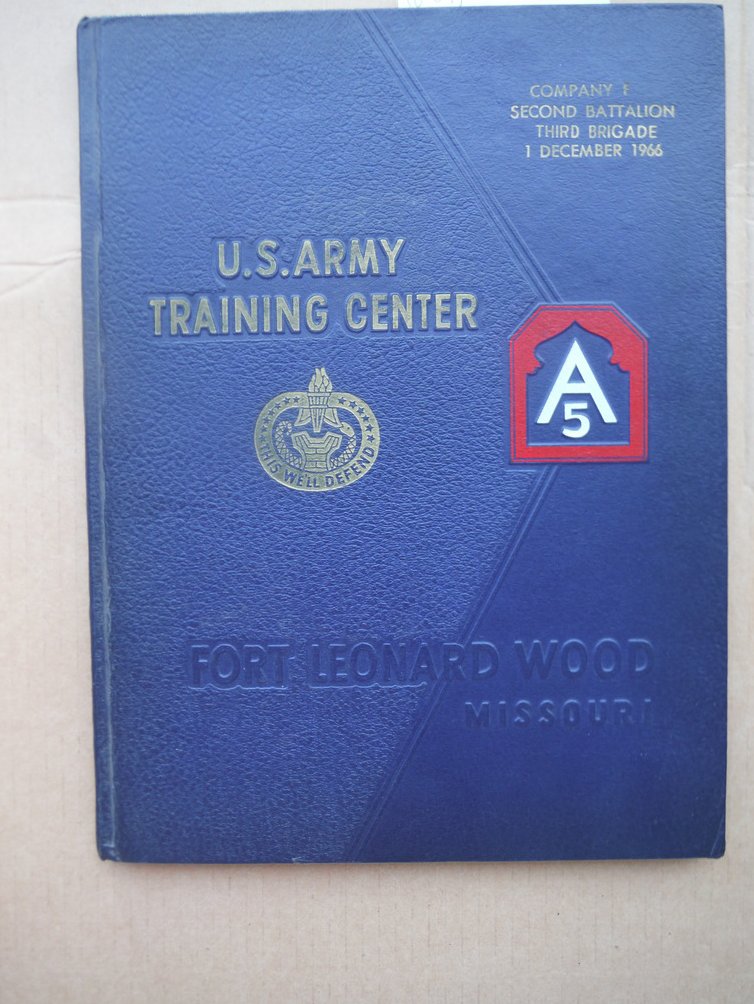 COMPANY
SECOND BATTALION
THIRD BRIGADE
1 DECEMBER 1966
U.S. ARMY
TRAINING CENTER
A
5
THIS WE'LL DEFEND
FORT LEONARD WOOD
MISSOURI